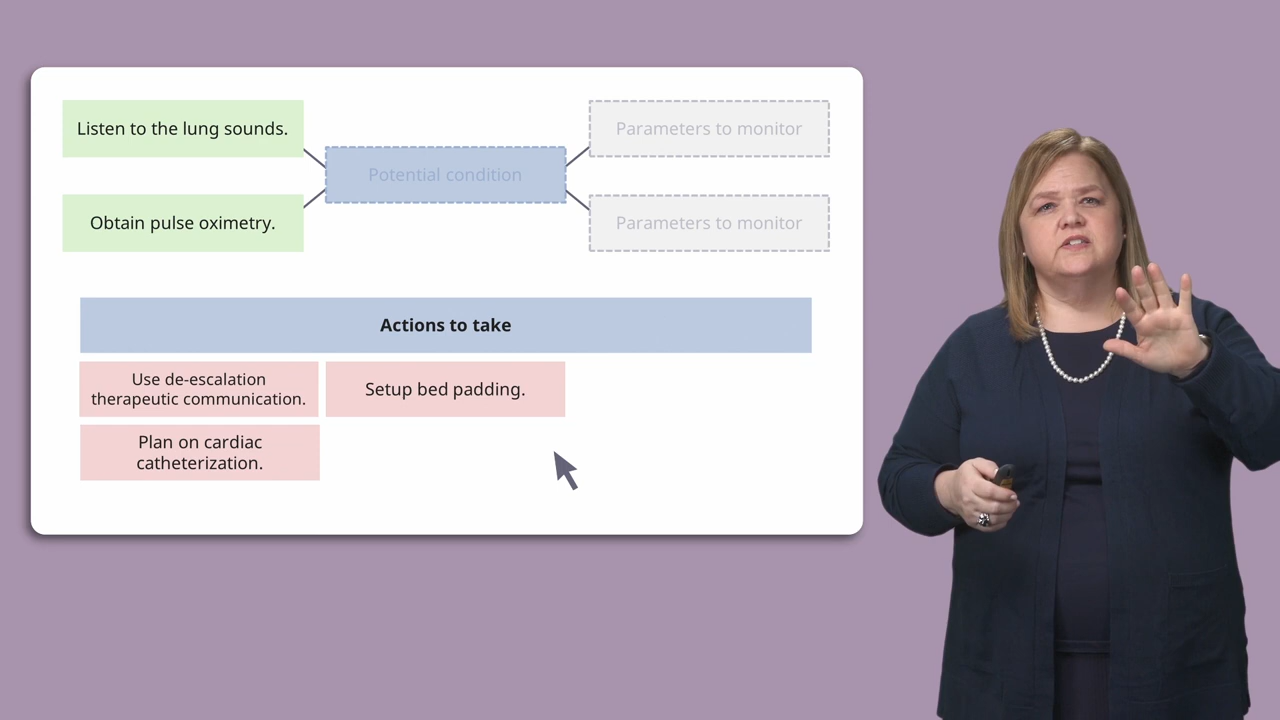 Listen to the lung sounds.
Potential condition
Parameters to monitor
Obtain pulse oximetry.
Parameters to monitor
Actions to take
Use de-escalation
therapeutic communication.
Setup bed padding.
Plan on cardiac
catheterization.